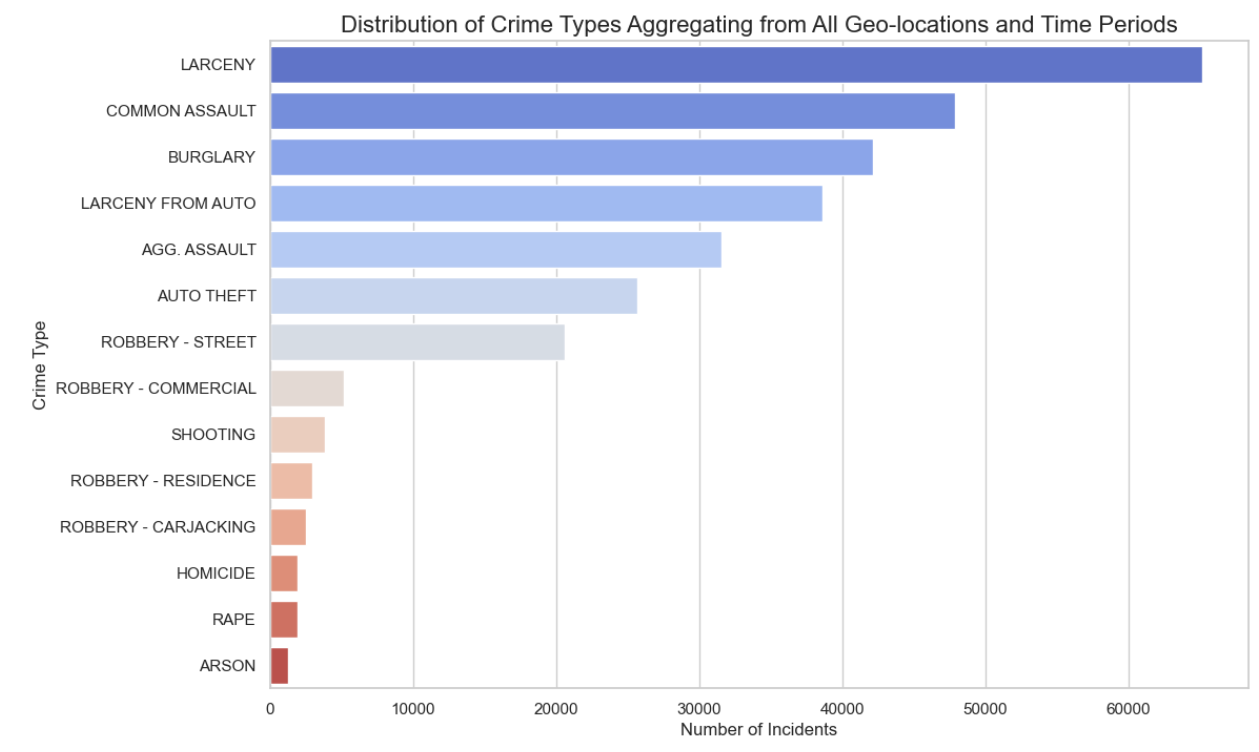 Distribution of Crime Types Aggregating from All Geo-locations and Time Periods
Crime Type
LARCENY
COMMON ASSAULT
BURGLARY
LARCENY FROM AUTO
AGG. ASSAULT
AUTO THEFT
ROBBERY - STREET
ROBBERY - COMMERCIAL
SHOOTING
ROBBERY - RESIDENCE
ROBBERY - CARJACKING
HOMICIDE
RAPE
ARSON
0 10000 20000 30000 40000 50000 60000
Number of Incidents